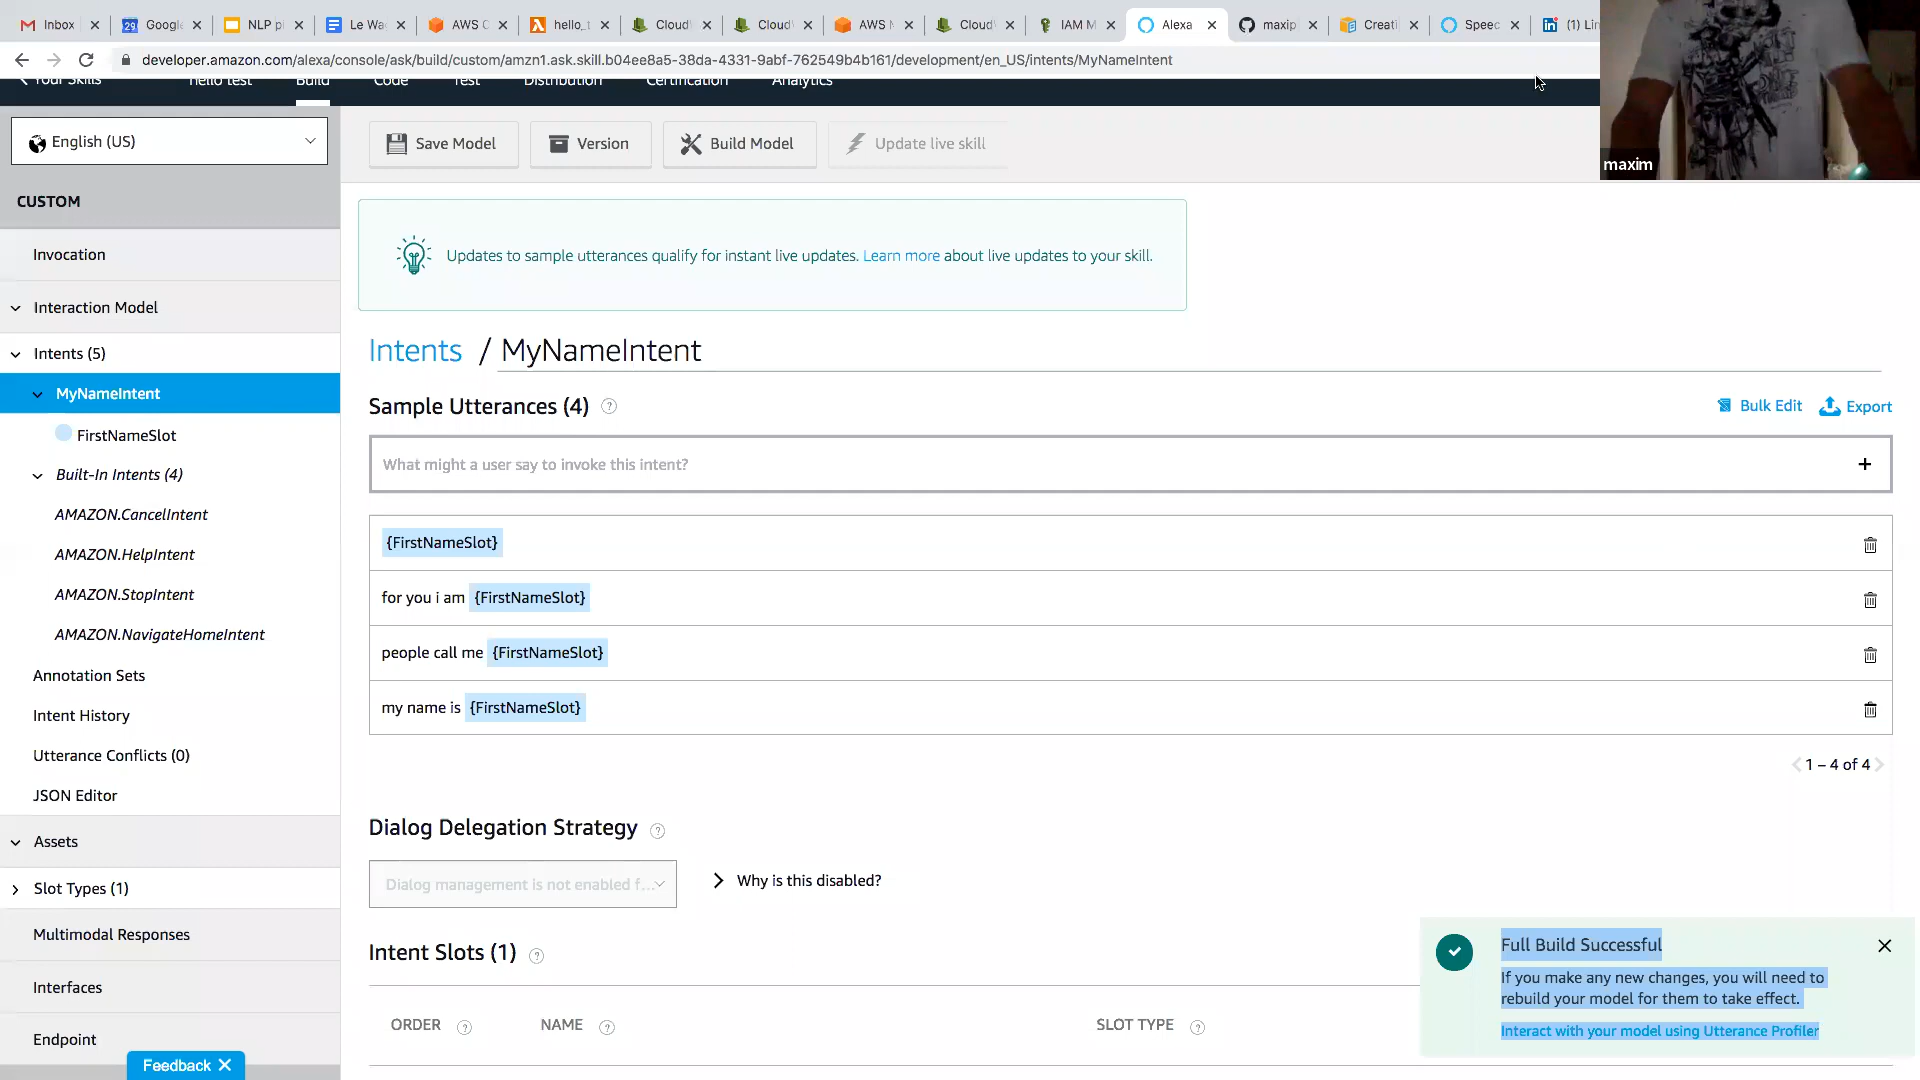 Inbox
Google
NLP p
Le Wa
AWS C
hello_t
Cloud
Cloud
AWS
Cloud
IAM M
Alexa
maxip
Creati
Speec
(1) Lin
developer.amazon.com/alexa/console/ask/build/custom/amzn1.ask.skill.b04ee8a5-38da-4331-9abf-762549b4b161/development/en_US/intents/MyNameIntent
Your Skills
hello test
Build
Code
Test
Distribution
Certification
Analytics
maxim
English (US)
Save Model
Version
Build Model
Update live skill
CUSTOM
Invocation
Interaction Model
Intents (5)
MyNameIntent
FirstNameSlot
Built-In Intents (4)
AMAZON.CancelIntent
AMAZON.HelpIntent
AMAZON.StopIntent
AMAZON.NavigateHomeIntent
Annotation Sets
Intent History
Utterance Conflicts (0)
JSON Editor
Assets
Slot Types (1)
Multimodal Responses
Interfaces
Endpoint
Feedback
Updates to sample utterances qualify for instant live updates. Learn more about live updates to your skill.
Intents / MyNameIntent
Sample Utterances (4)
Bulk Edit
Export
What might a user say to invoke this intent?
{FirstNameSlot}
for you i am {FirstNameSlot}
people call me {FirstNameSlot}
my name is {FirstNameSlot}
1 – 4 of 4
Dialog Delegation Strategy
Dialog management is not enabled f...
Why is this disabled?
Intent Slots (1)
ORDER
NAME
SLOT TYPE
Full Build Successful
If you make any new changes, you will need to
rebuild your model for them to take effect.
Interact with your model using Utterance Profiler